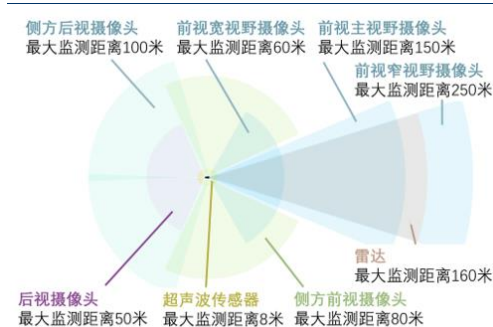 侧方后视摄像头
最大监测距离100米
前视宽视野摄像头
最大监测距离60米
前视主视野摄像头
最大监测距离150米
前视窄视野摄像头
最大监测距离250米
雷达
最大监测距离160米
后视摄像头
最大监测距离50米
超声波传感器
最大监测距离8米
侧方前视摄像头
最大监测距离80米